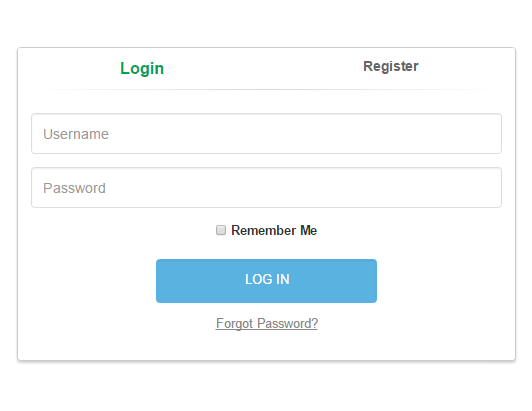 Login Register
Username
Password
Remember Me
LOG IN
Forgot Password?